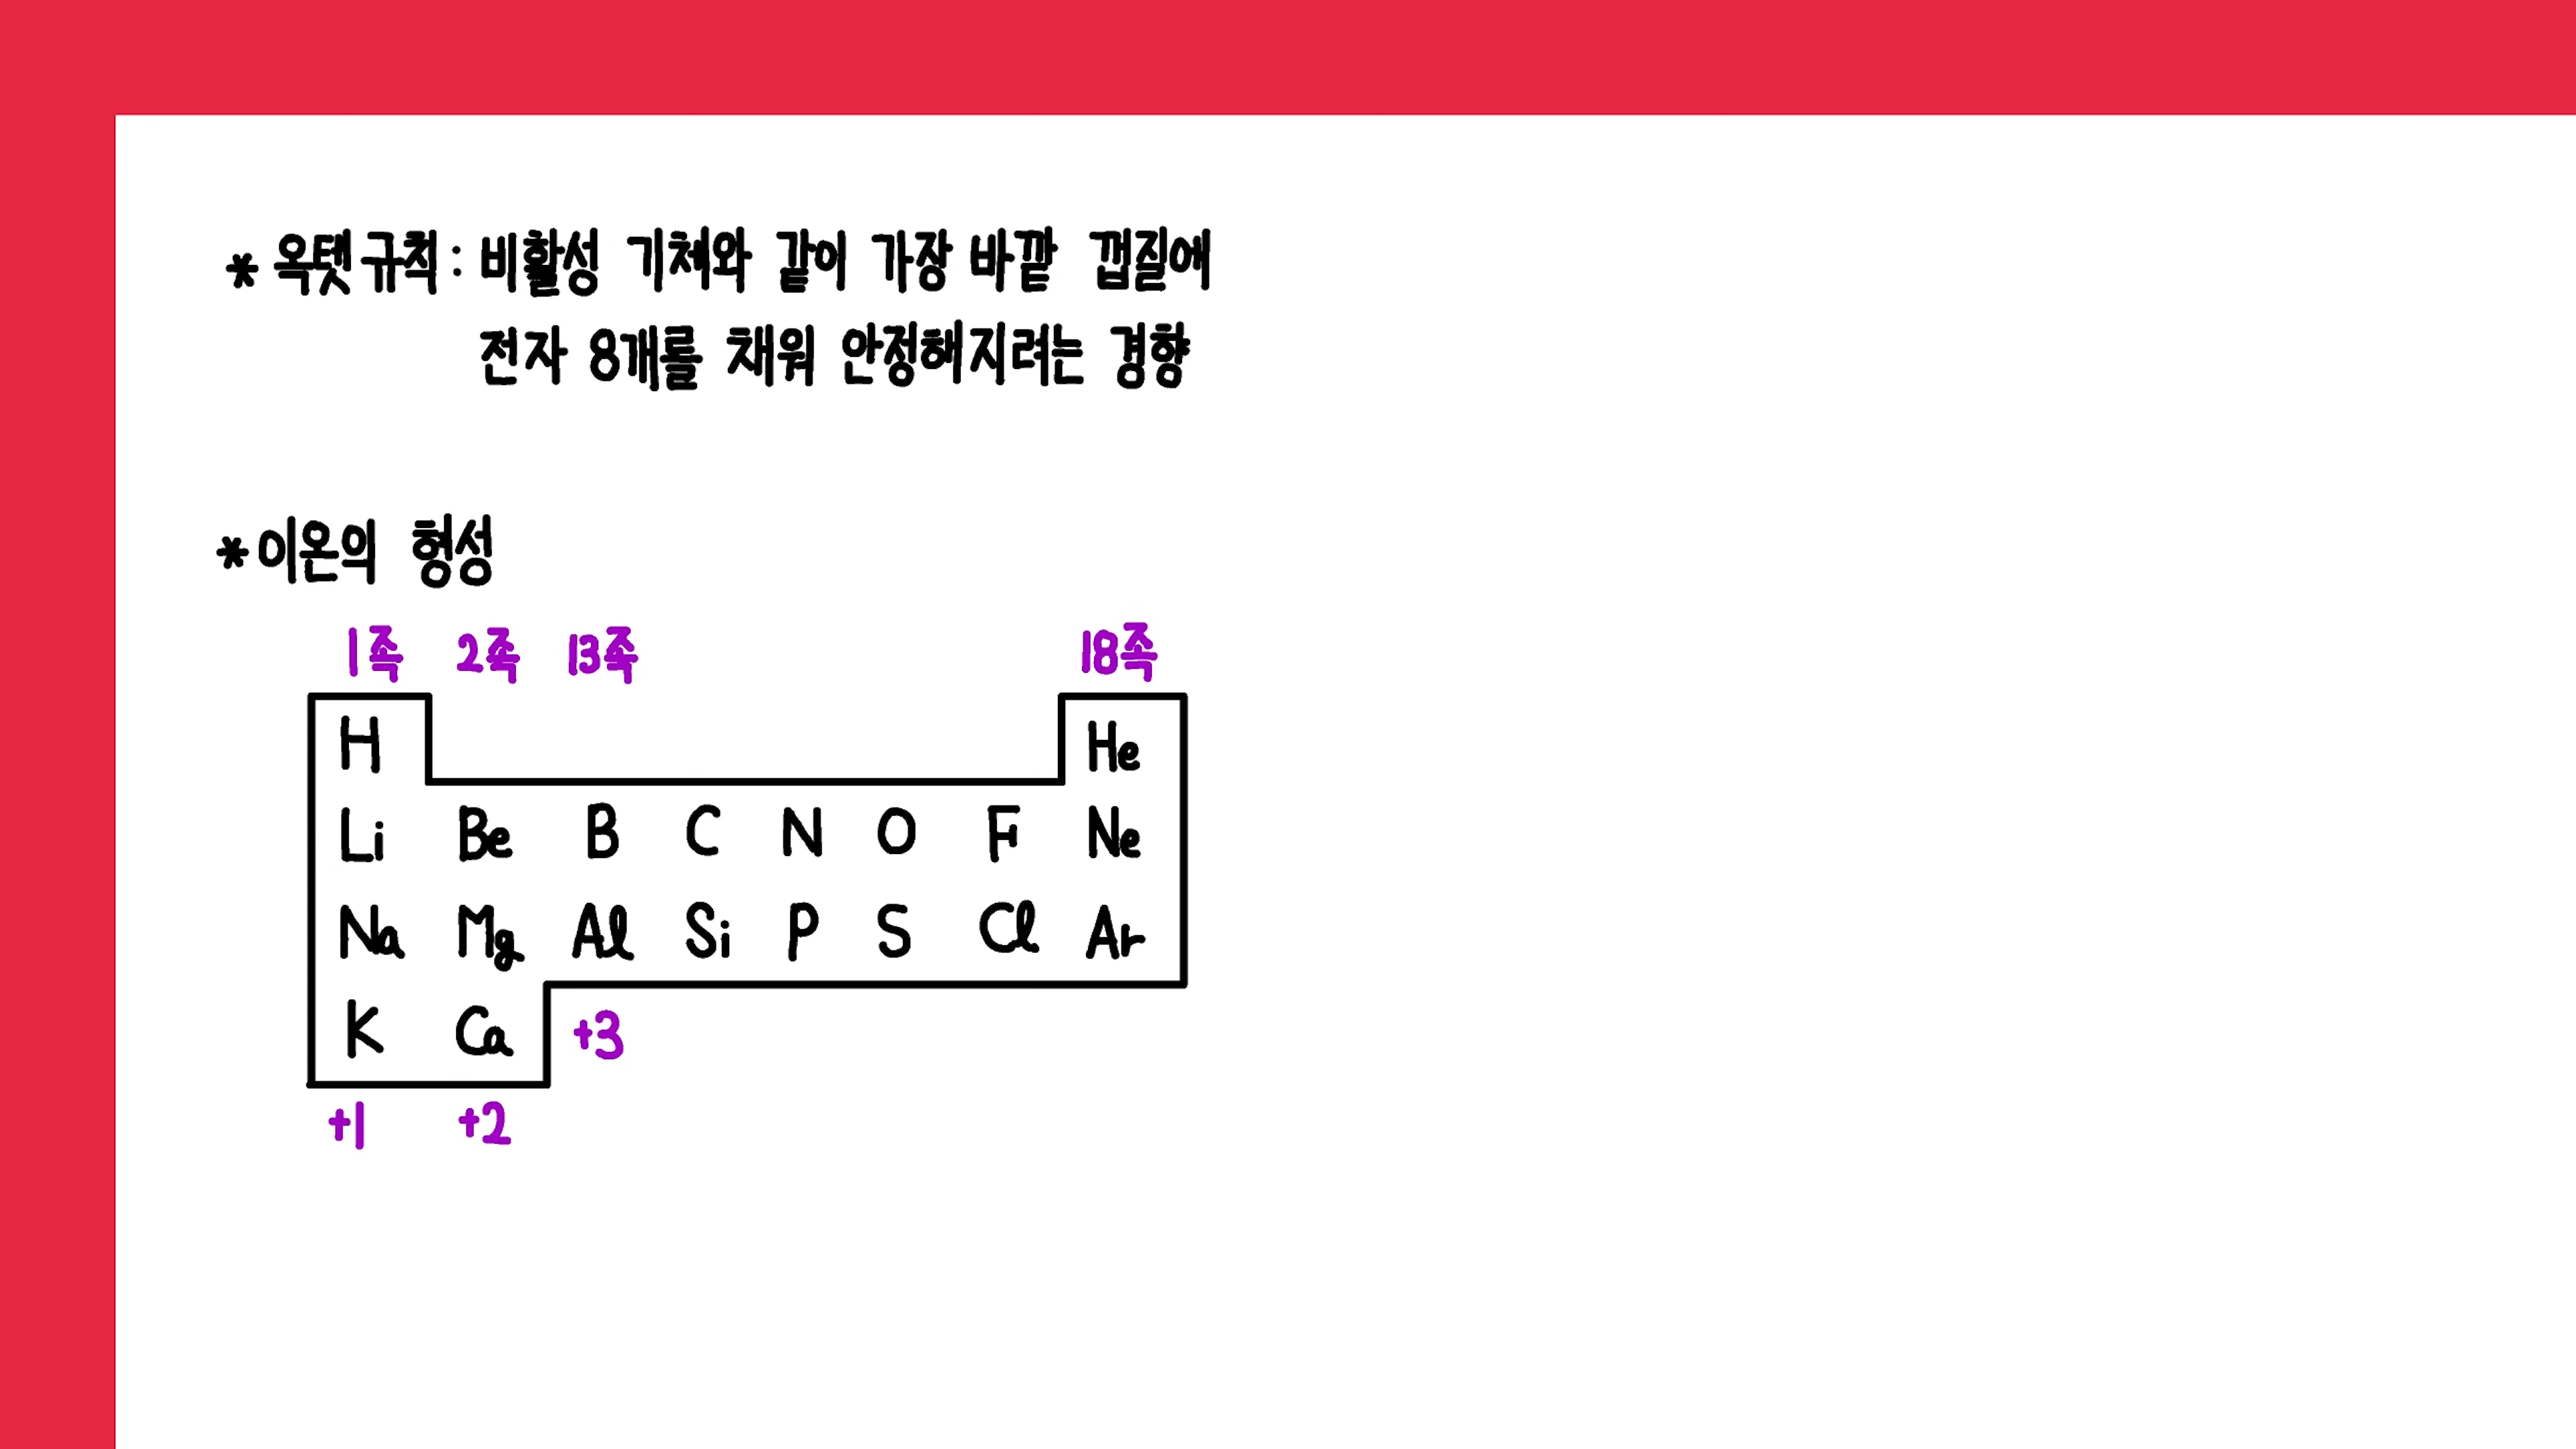 * 옥텟 규칙 : 비활성 기체와 같이 가장 바깥 껍질에
전자 8개를 채워 안정해지려는 경향
* 이온의 형성
1족 2족 13족 18족
H He
Li Be B C N O F Ne
Na Mg Al Si P S Cl Ar
K Ca +3
+1 +2